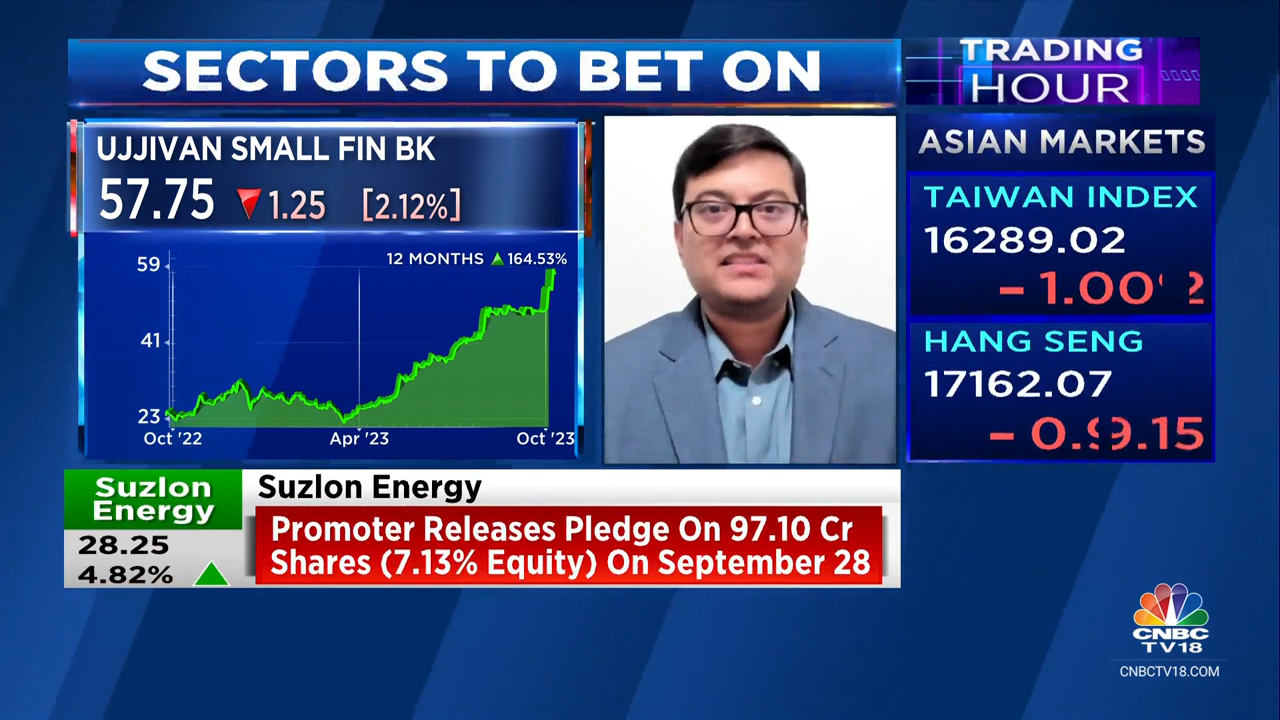 SECTORS TO BET ON
TRADING
HOUR
UJJIVAN SMALL FIN BK
57.75 ▼ 1.25 [2.12%]
12 MONTHS ▲ 164.53%
59
41
23
Oct '22 Apr '23 Oct '23
ASIAN MARKETS
TAIWAN INDEX
16289.02
HANG SENG
17162.07
Suzlon
Energy
28.25
4.82% ▲
Suzlon Energy
Promoter Releases Pledge On 97.10 Cr
Shares (7.13% Equity) On September 28
CNBC
TV18
CNBCTV18.COM